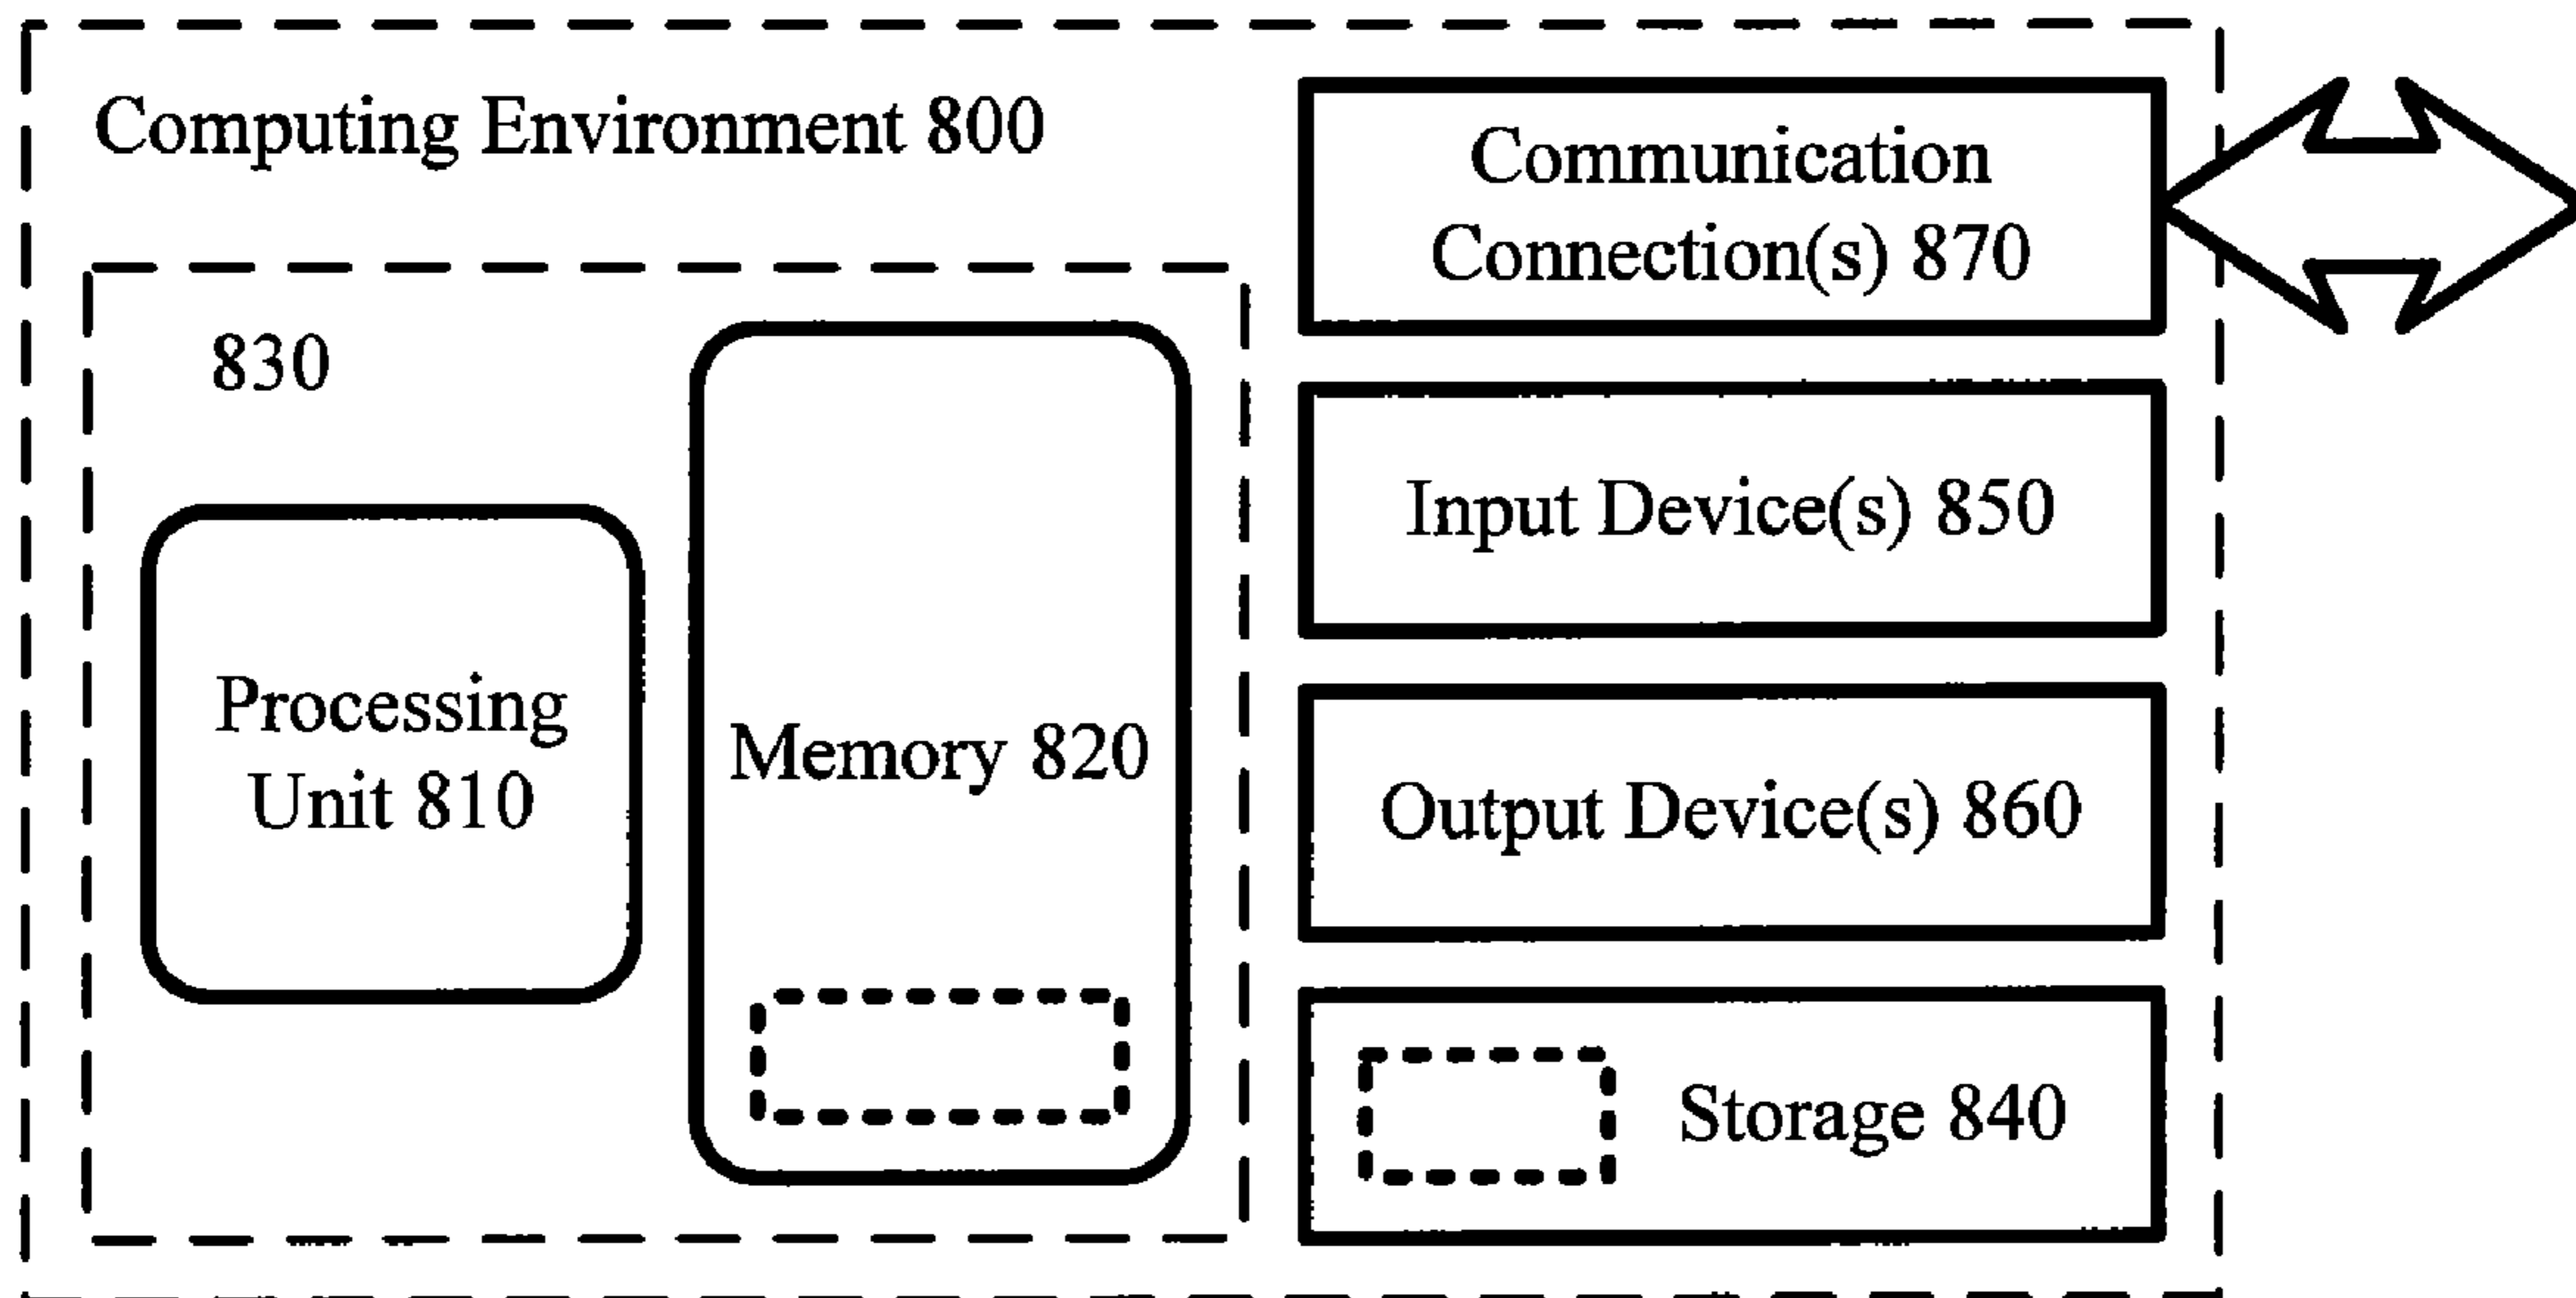 Computing Environment 800
Communication
Connection(s) 870
830
Input Device(s) 850
Processing
Unit 810
Memory 820
Output Device(s) 860
Storage 840